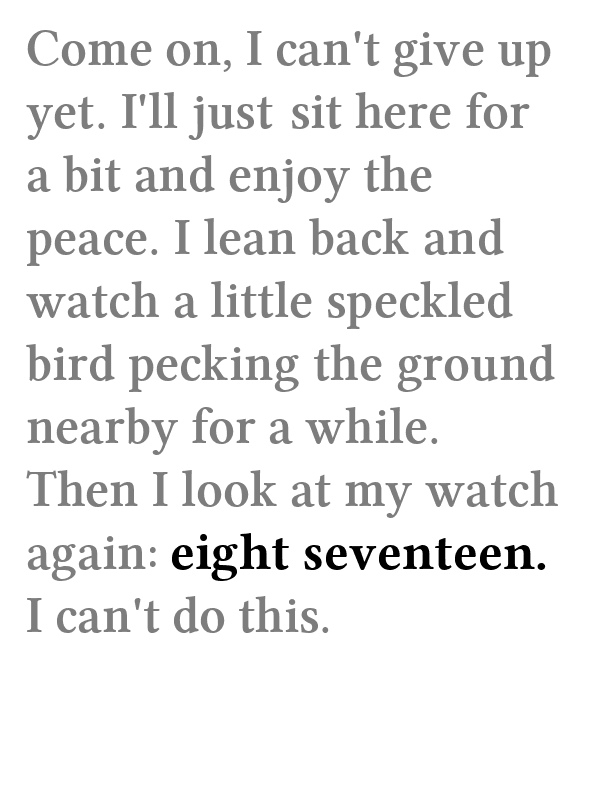 Come on, I can't give up
yet. I'll just sit here for
a bit and enjoy the
peace. I lean back and
watch a little speckled
bird pecking the ground
nearby for a while.
Then I look at my watch
again: eight seventeen.
I can't do this.